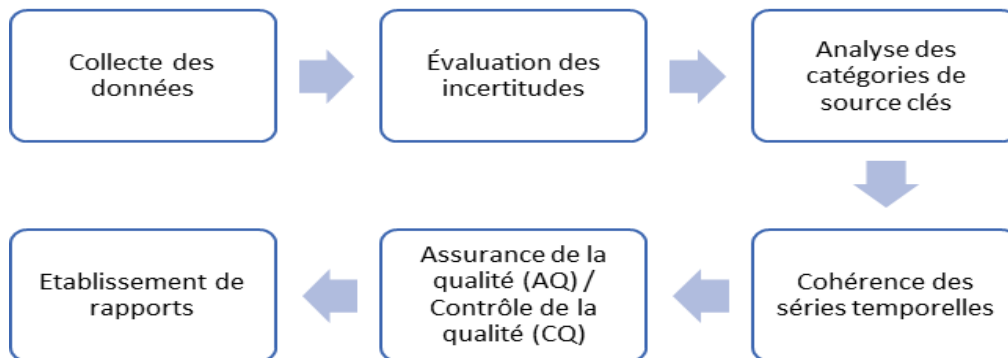 Collecte des
données
Évaluation des
incertitudes
Analyse des
catégories de
source clés
Cohérence des
séries temporelles
Assurance de la
qualité (AQ) /
Contrôle de la
qualité (CQ)
Etablissement de
rapports